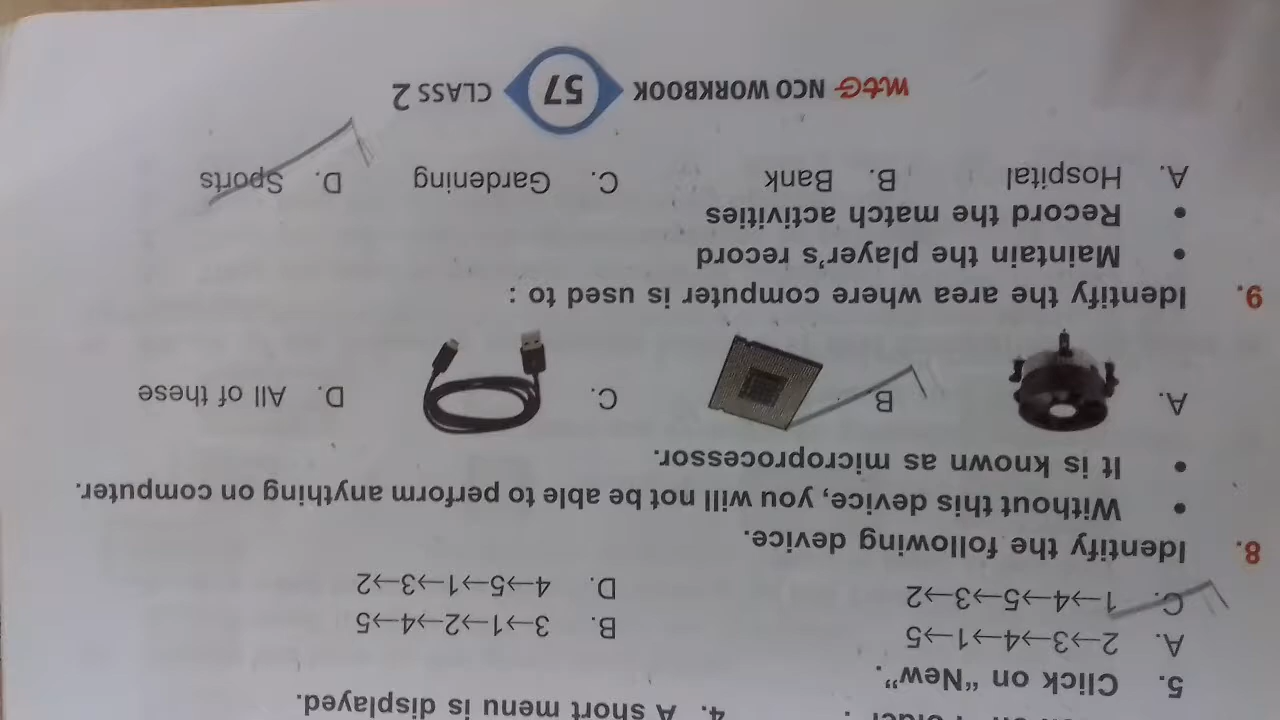 4. A short menu is displayed.
5. Click on “New”.
A. 2→3→4→1→5 B. 3→1→2→4→5
C. 1→4→5→3→2 D. 4→5→1→3→2
8. Identify the following device.
• Without this device, you will not be able to perform anything on computer.
• It is known as microprocessor.
A. B C. D. All of these
9. Identify the area where computer is used to :
• Maintain the player's record
• Record the match activities
A. Hospital B. Bank C. Gardening D. Sports
mtG NCO WORKBOOK 57 CLASS 2